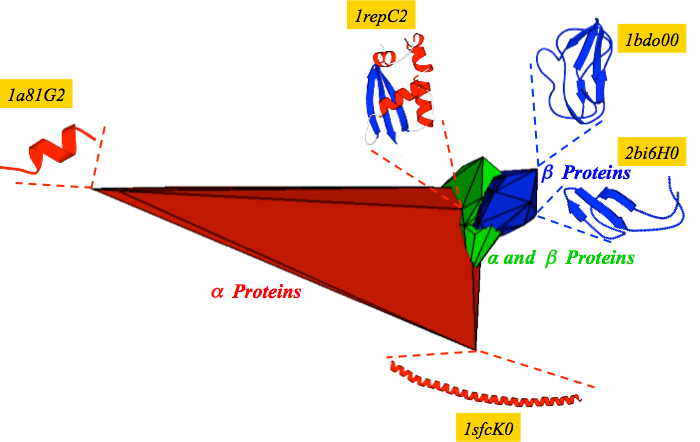 1repC2
1bdo00
1a81G2
2bi6H0
β Proteins
α and β Proteins
α Proteins
1sfcK0